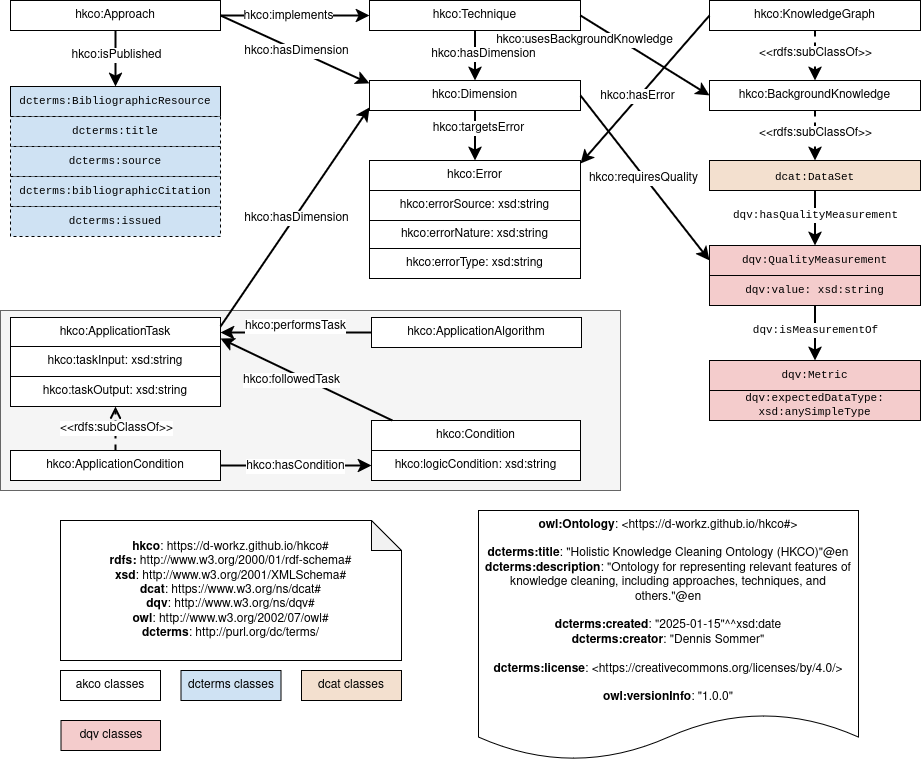 hkco:Approach
hkco:implements
hkco:Technique
hkco:KnowledgeGraph
hkco:isPublished
hkco:hasDimension
hkco:usesBackgroundKnowledge
hkco:hasDimension
<<rdfs:subClassOf>>
dcterms:BibliographicResource
dcterms:title
dcterms:source
dcterms:bibliographicCitation
dcterms:issued
hkco:Dimension
hkco:hasError
hkco:BackgroundKnowledge
hkco:targetsError
<<rdfs:subClassOf>>
hkco:Error
hkco:errorSource: xsd:string
hkco:errorNature: xsd:string
hkco:errorType: xsd:string
hkco:requiresQuality
dcat:DataSet
dqv:hasQualityMeasurement
hkco:hasDimension
dqv:QualityMeasurement
dqv:value: xsd:string
dqv:isMeasurementOf
dqv:Metric
dqv:expectedDataType:
xsd:anySimpleType
hkco:ApplicationTask
hkco:taskInput: xsd:string
hkco:taskOutput: xsd:string
hkco:performsTask
hkco:ApplicationAlgorithm
hkco:followedTask
<<rdfs:subClassOf>>
hkco:ApplicationCondition
hkco:hasCondition
hkco:Condition
hkco:logicCondition: xsd:string
hkco: https://d-workz.github.io/hkco#
rdfs: http://www.w3.org/2000/01/rdf-schema#
xsd: http://www.w3.org/2001/XMLSchema#
dcat: https://www.w3.org/ns/dcat#
dqv: http://www.w3.org/ns/dqv#
owl: http://www.w3.org/2002/07/owl#
dcterms: http://purl.org/dc/terms/
akco classes
dcterms classes
dcat classes
dqv classes
owl:Ontology: <https://d-workz.github.io/hkco#>
dcterms:title: "Holistic Knowledge Cleaning Ontology (HKCO)"@en
dcterms:description: "Ontology for representing relevant features of
knowledge cleaning, including approaches, techniques, and
others."@en
dcterms:created: "2025-01-15"^^xsd:date
dcterms:creator: "Dennis Sommer"
dcterms:license: <https://creativecommons.org/licenses/by/4.0/>
owl:versionInfo: "1.0.0"